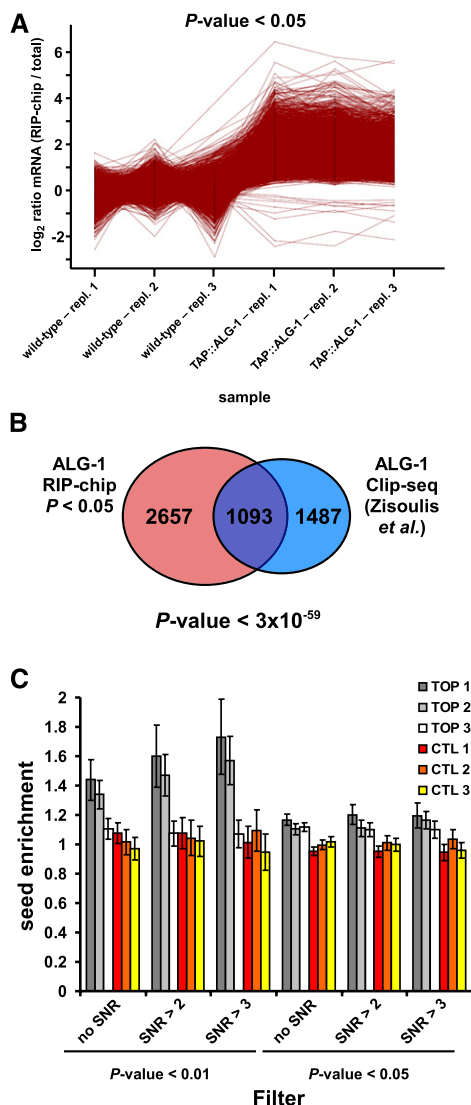 A
P-value < 0.05
log2 ratio mRNA (RIP-chip / total)
6
4
2
0
-2
wild-type – repl. 1
wild-type – repl. 2
wild-type – repl. 3
TAP::ALG-1 – repl. 1
TAP::ALG-1 – repl. 2
TAP::ALG-1 – repl. 3
sample
B
ALG-1
RIP-chip
P < 0.05
2657
1093
1487
ALG-1
Clip-seq
(Zisoulis
et al.)
P-value < 3x10-59
C
seed enrichment
2
1.8
1.6
1.4
1.2
1
0.8
0.6
0.4
0.2
0
TOP 1
TOP 2
TOP 3
CTL 1
CTL 2
CTL 3
no SNR
SNR > 2
SNR > 3
no SNR
SNR > 2
SNR > 3
P-value < 0.01
P-value < 0.05
Filter